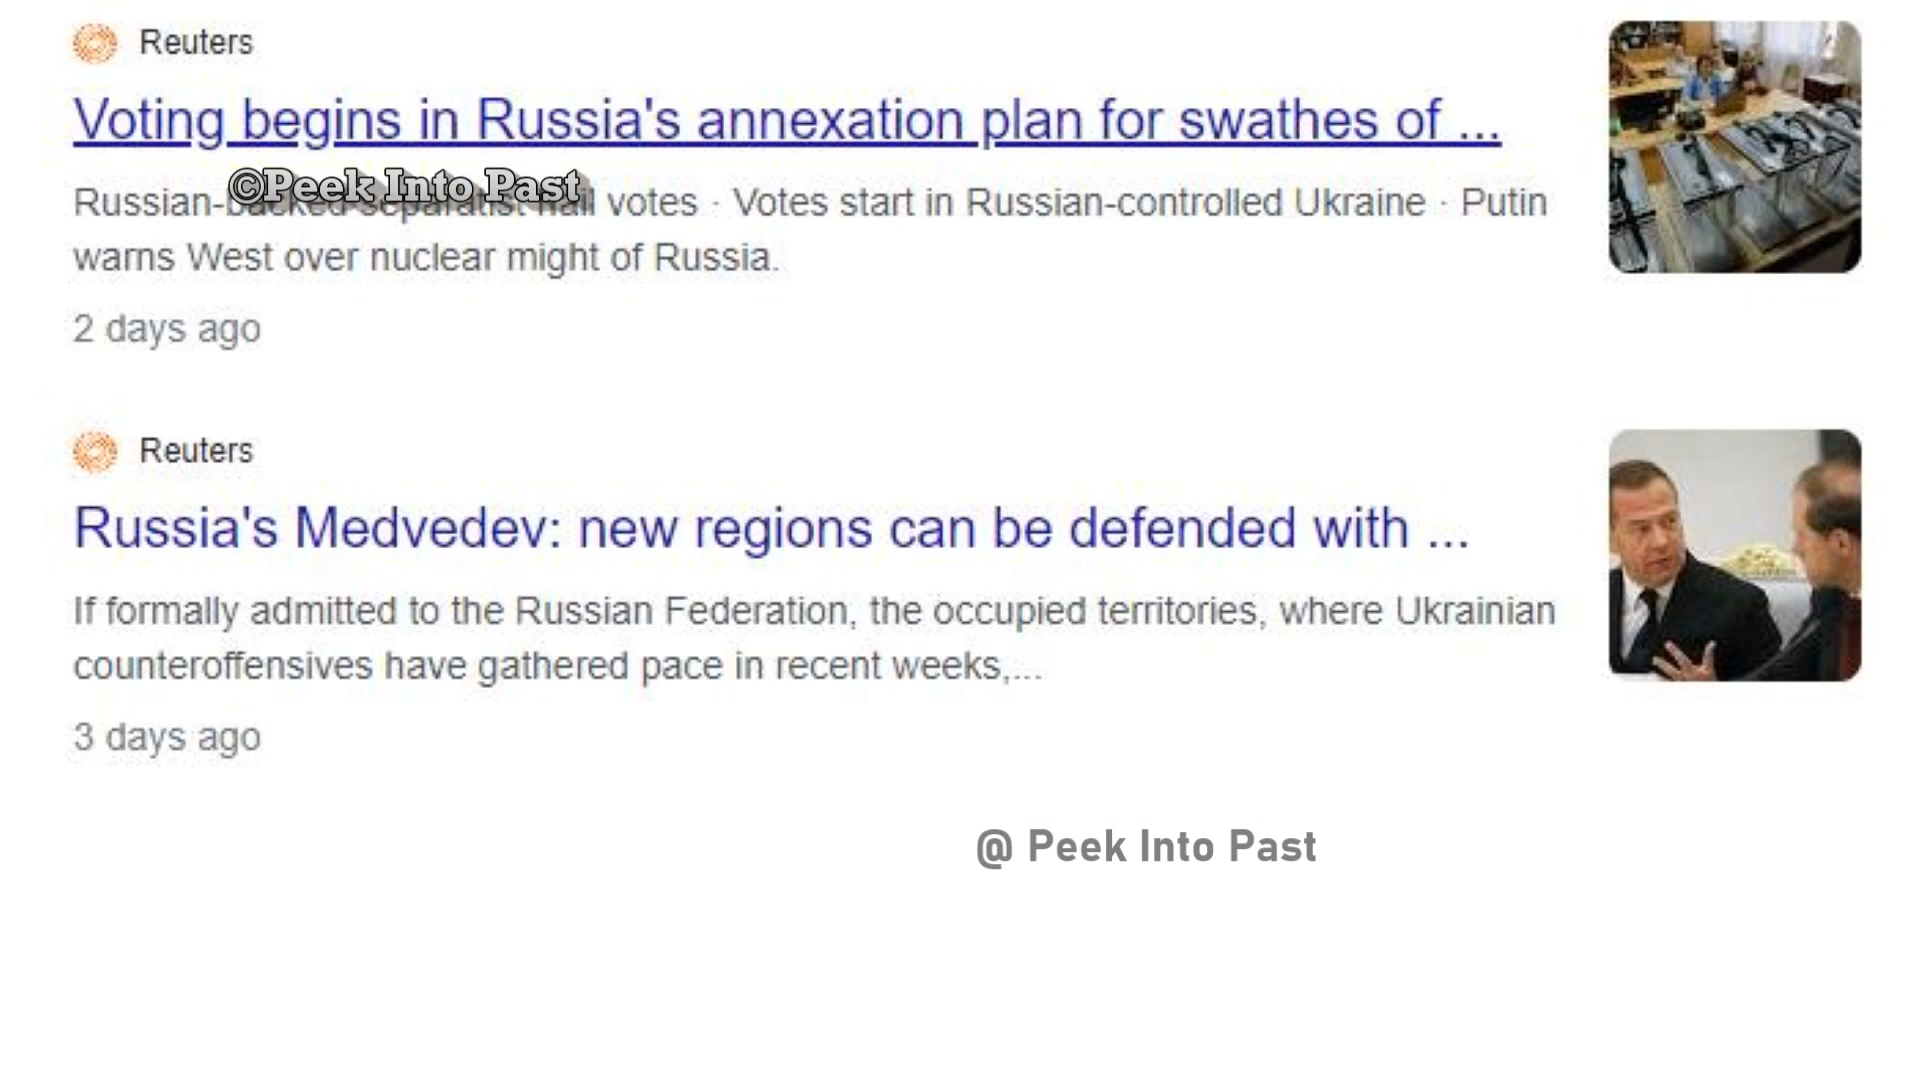 Reuters
Voting begins in Russia's annexation plan for swathes of ...
©Peek Into Past
Russian-backed separatist hail votes · Votes start in Russian-controlled Ukraine · Putin
warns West over nuclear might of Russia.
2 days ago
Reuters
Russia's Medvedev: new regions can be defended with ...
If formally admitted to the Russian Federation, the occupied territories, where Ukrainian
counteroffensives have gathered pace in recent weeks,...
3 days ago
@ Peek Into Past